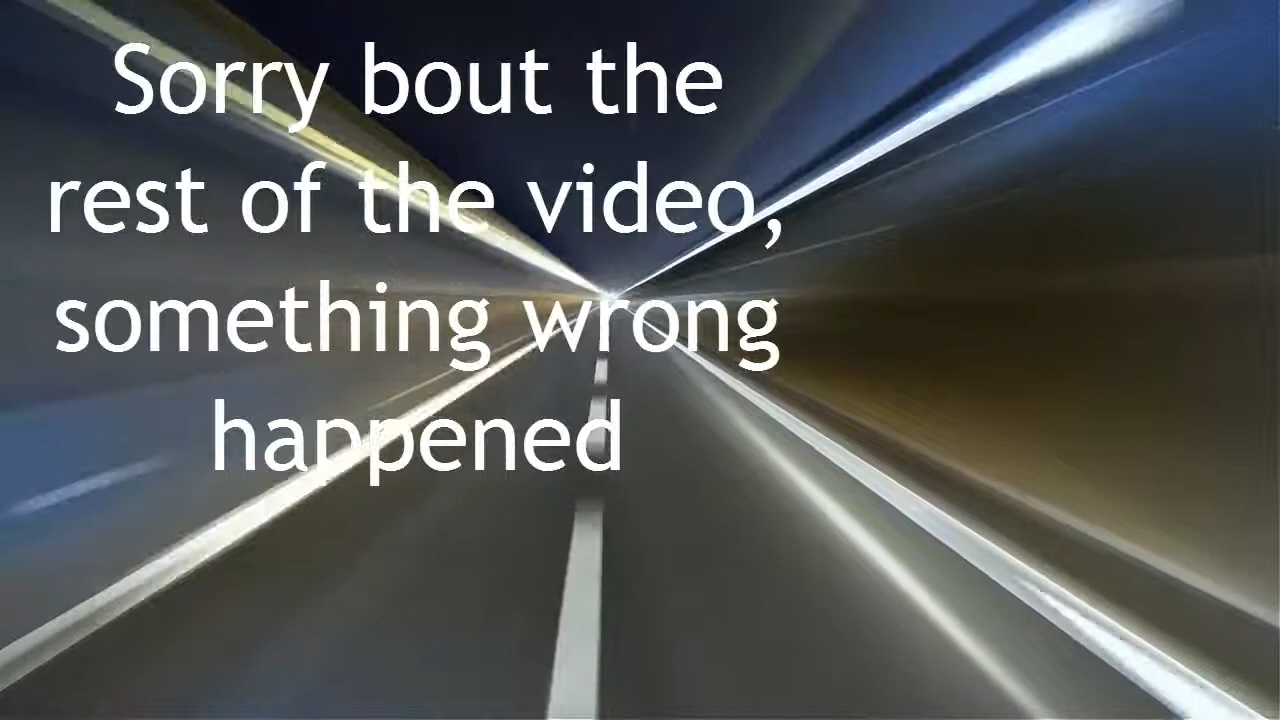 Sorry bout the
rest of the video,
something wrong
happened